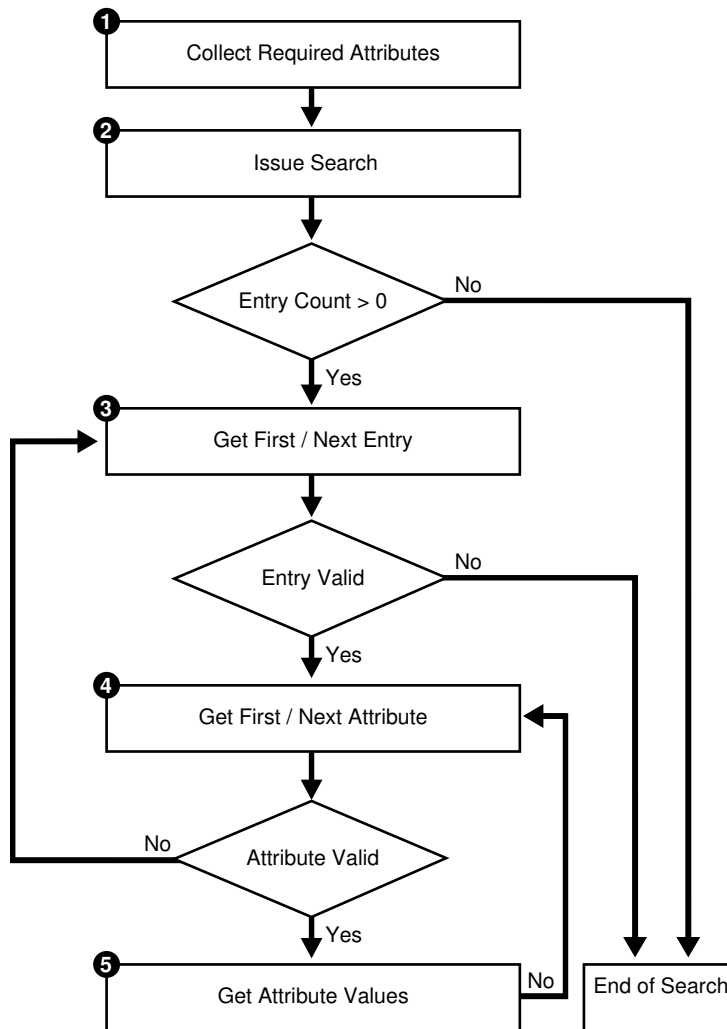 1
Collect Required Attributes
2
Issue Search
Entry Count > 0
No
Yes
3
Get First / Next Entry
Entry Valid
No
Yes
4
Get First / Next Attribute
No
Attribute Valid
Yes
5
Get Attribute Values
No
End of Search